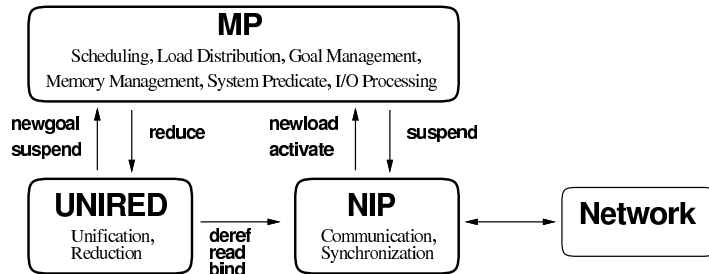 MP
Scheduling, Load Distribution, Goal Management,
Memory Management, System Predicate, I/O Processing
newgoal
suspend
reduce
newload
activate
suspend
UNIRED
Unification,
Reduction
deref
read
bind
NIP
Communication,
Synchronization
Network